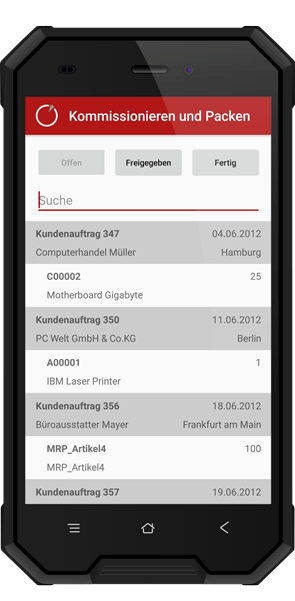 Kommissionieren und Packen
Offen Freigegeben Fertig
Suche
Kundenauftrag 347 04.06.2012
Computerhandel Müller Hamburg
C00002 25
Motherboard Gigabyte
Kundenauftrag 350 11.06.2012
PC Welt GmbH & Co.KG Berlin
A00001 1
IBM Laser Printer
Kundenauftrag 356 18.06.2012
Büroausstatter Mayer Frankfurt am Main
MRP_Artikel4 100
MRP_Artikel4
Kundenauftrag 357 19.06.2012